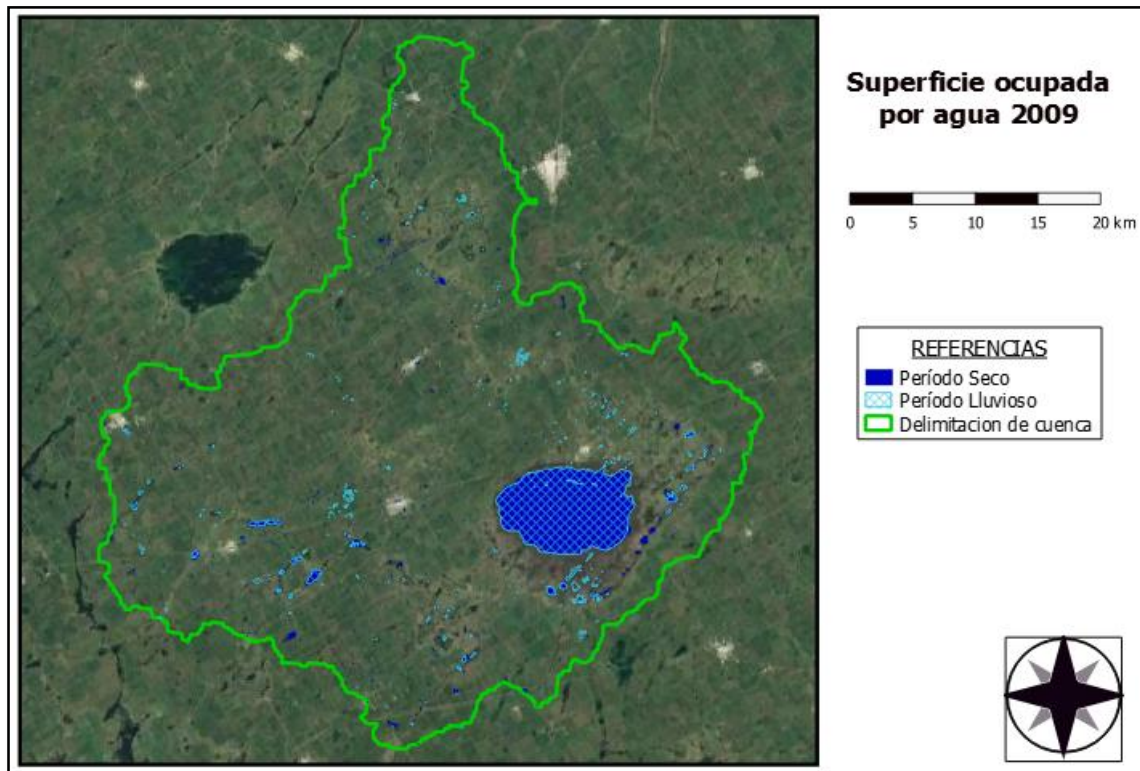 Superficie ocupada
por agua 2009
0 5 10 15 20 km
REFERENCIAS
Período Seco
Período Lluvioso
Delimitacion de cuenca